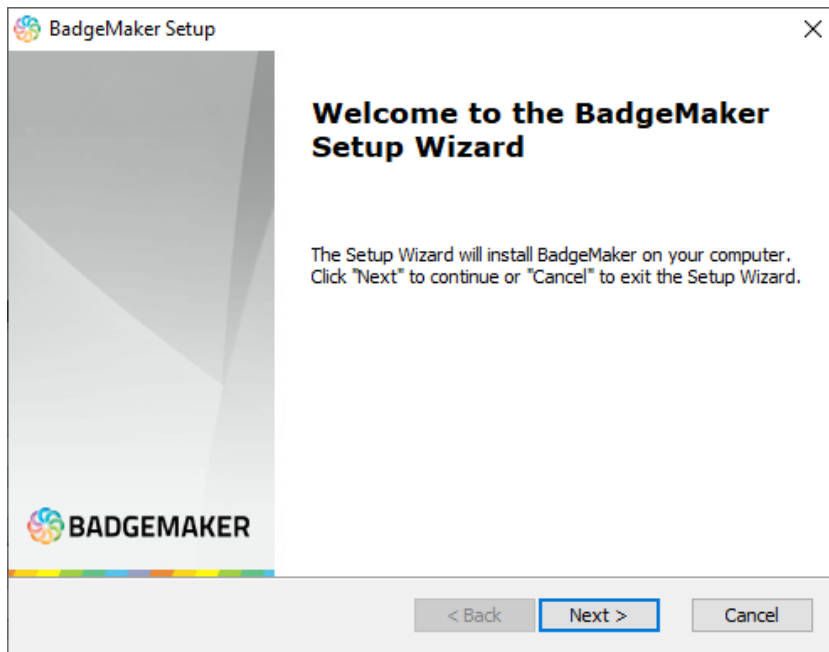 BadgeMaker Setup
Welcome to the BadgeMaker
Setup Wizard
The Setup Wizard will install BadgeMaker on your computer.
Click "Next" to continue or "Cancel" to exit the Setup Wizard.
BADGEMAKER
< Back Next > Cancel